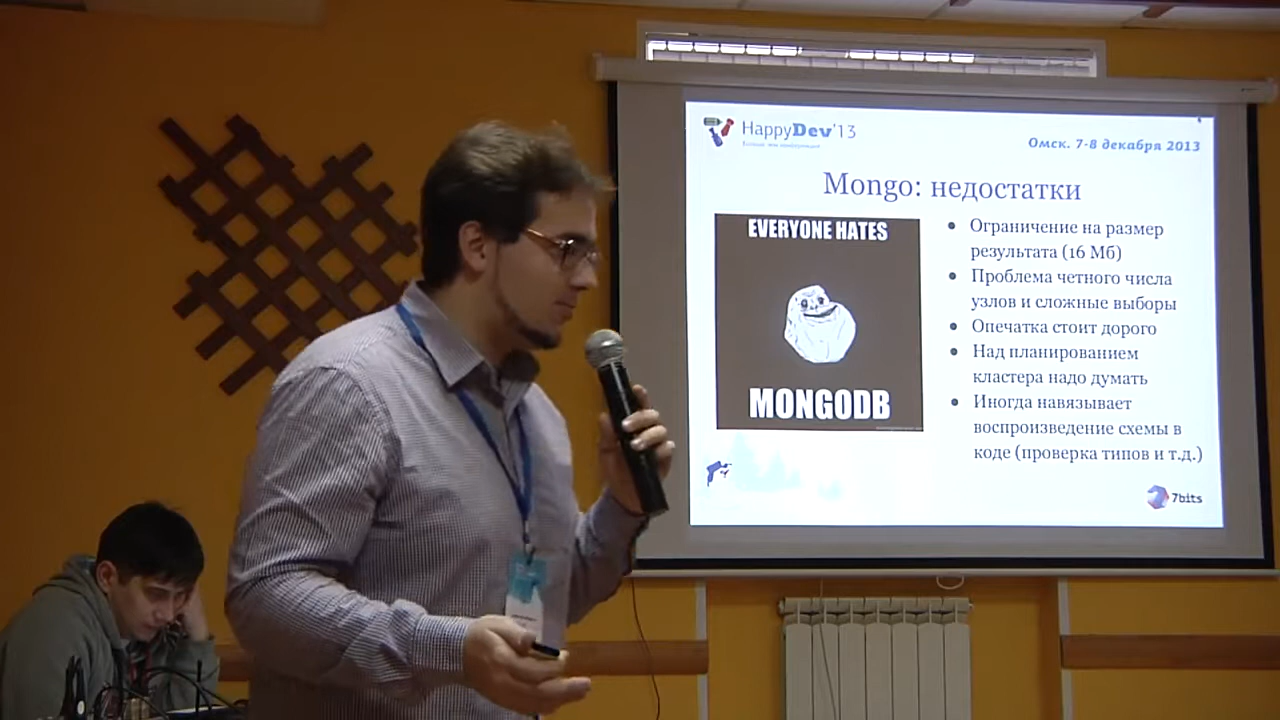 HappyDev'13
Омск. 7-8 декабря 2013
Mongo: недостатки
EVERYONE HATES
MONGODB
Ограничение на размер
результата (16 Мб)
Проблема четного числа
узлов и сложные выборы
Опечатка стоит дорого
Над планированием
кластера надо думать
Иногда навязывает
воспроизведение схемы в
коде (проверка типов и т.д.)
7bits